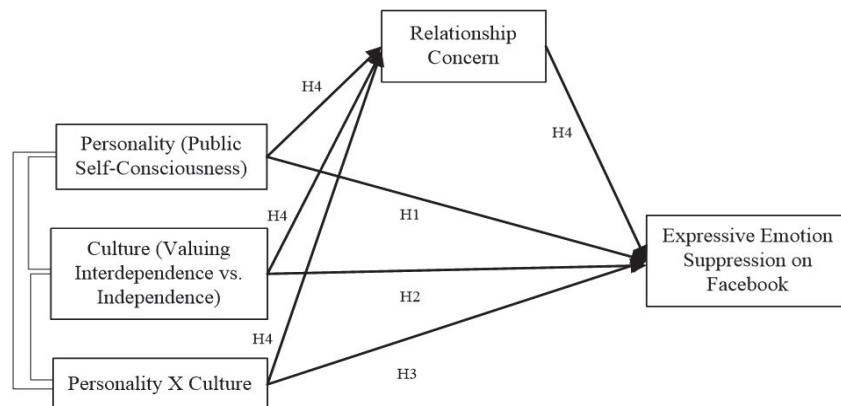 Relationship
Concern
H4
H4
Personality (Public
Self-Consciousness)
H4
H1
Culture (Valuing
Interdependence vs.
Independence)
Expressive Emotion
Suppression on
Facebook
H2
H4
Personality X Culture
H3